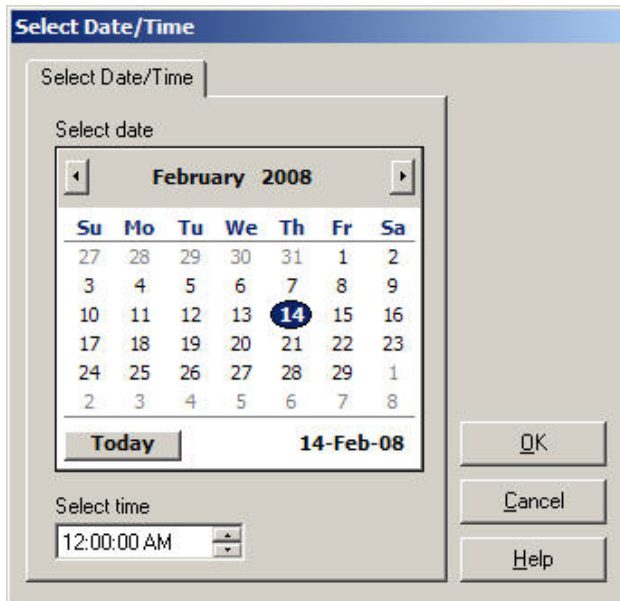 Select Date/Time
Select Date/Time
Select date
February 2008
Su Mo Tu We Th Fr Sa
27 28 29 30 31 1 2
3 4 5 6 7 8 9
10 11 12 13 14 15 16
17 18 19 20 21 22 23
24 25 26 27 28 29 1
2 3 4 5 6 7 8
Today 14-Feb-08
OK
Select time
Cancel
12:00:00 AM
Help